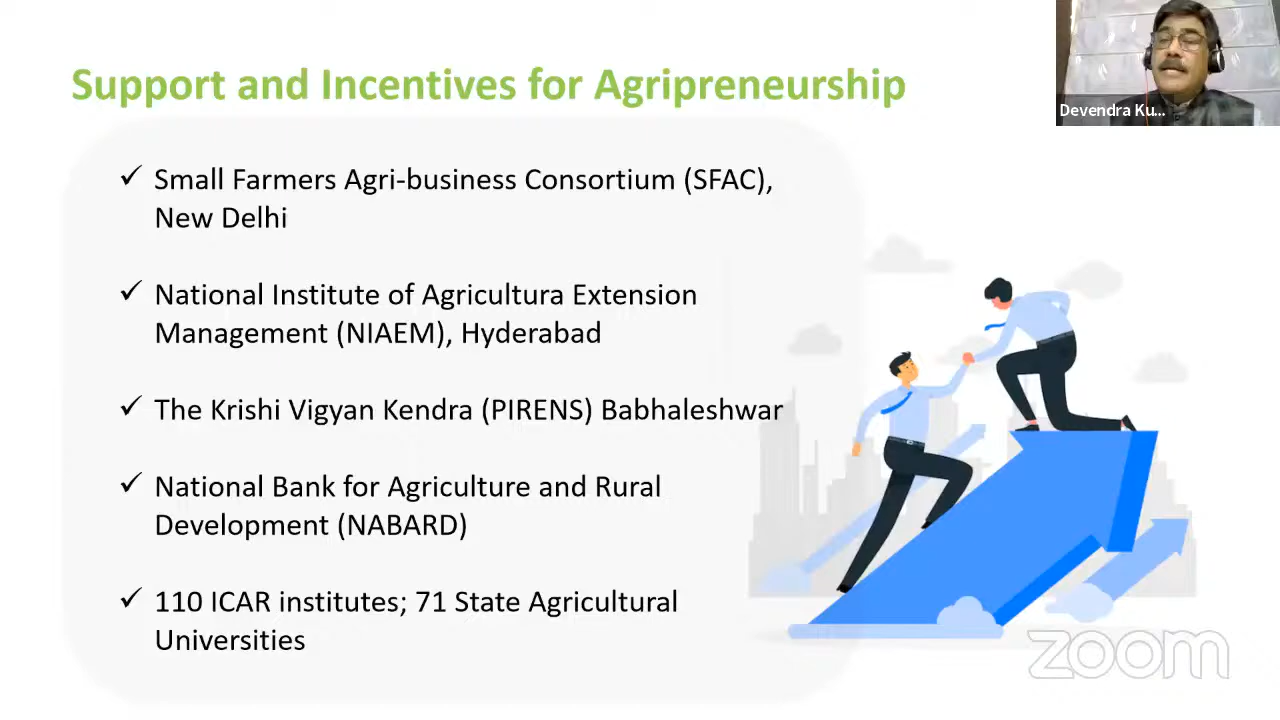 Support and Incentives for Agripreneurship
Devendra Ku...
✓ Small Farmers Agri-business Consortium (SFAC),
New Delhi
✓ National Institute of Agricultura Extension
Management (NIAEM), Hyderabad
✓ The Krishi Vigyan Kendra (PIRENS) Babhaleshwar
✓ National Bank for Agriculture and Rural
Development (NABARD)
✓ 110 ICAR institutes; 71 State Agricultural
Universities
zoom